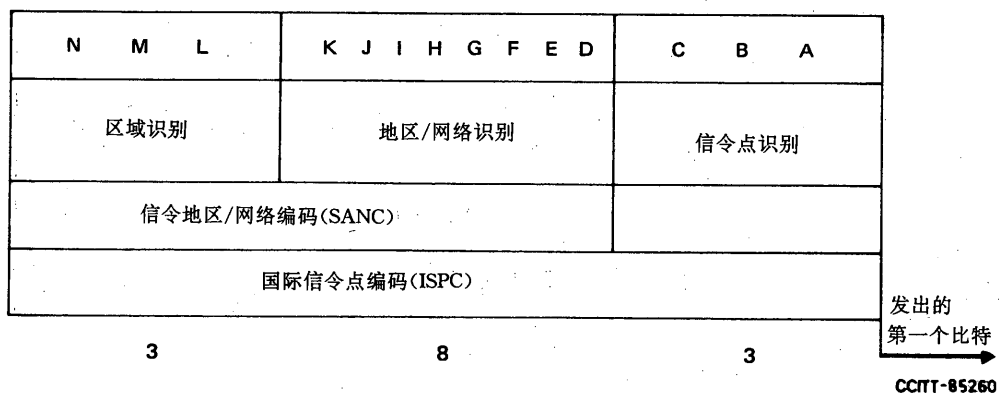 N M L K J I H G F E D C B A
区域识别 地区/网络识别 信令点识别
信令地区/网络编码(SANC)
国际信令点编码(ISPC)
发出的
第一个比特
3 8 3
CCITT-85260